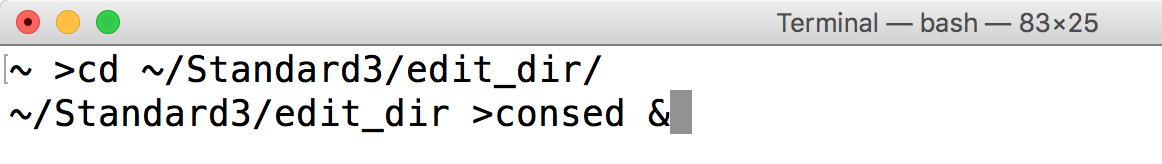 Terminal — bash — 83×25
~ >cd ~/Standard3/edit_dir/
~/Standard3/edit_dir >consed &